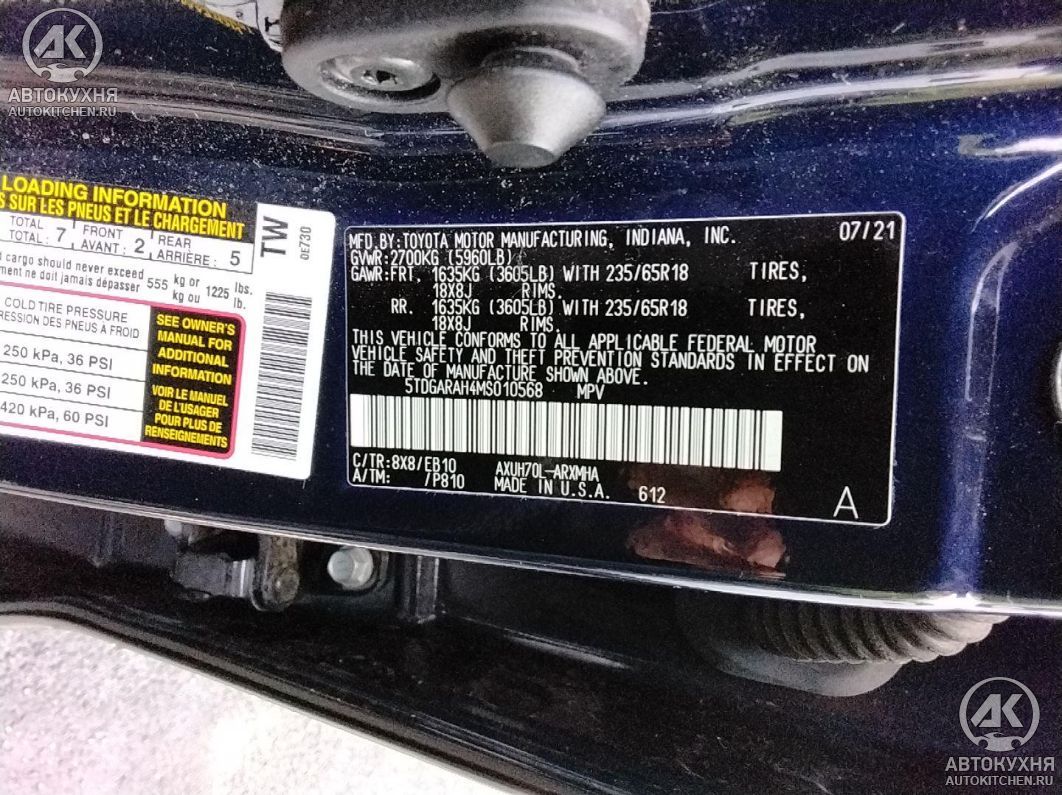 АК
АВТОКУХНЯ
AUTOKITCHEN.RU
LOADING INFORMATION
SUR LES PNEUS ET LE CHARGEMENT
TOTAL FRONT REAR
TOTAL: 7 AVANT: 2 ARRIÈRE: 5
cargo should never exceed 555 kg or 1225 lbs.
ne doit jamais dépasser kg ou lb.
COLD TIRE PRESSURE
DES PNEUS À FROID
250 kPa, 36 PSI
250 kPa, 36 PSI
420 kPa, 60 PSI
SEE OWNER'S
MANUAL FOR
ADDITIONAL
INFORMATION
VOIR LE MANUEL
DE L'USAGER
POUR PLUS DE
RENSEIGNEMENTS
TW
0E730
MFD.BY:TOYOTA MOTOR MANUFACTURING, INDIANA, INC. 07/21
GVWR:2700KG (5960LB)
GAWR:FRT, 1635KG (3605LB) WITH 235/65R18 TIRES,
18X8J RIMS.
RR. 1635KG (3605LB) WITH 235/65R18 TIRES,
18X8J RIMS.
THIS VEHICLE CONFORMS TO ALL APPLICABLE FEDERAL MOTOR
VEHICLE SAFETY AND THEFT PREVENTION STANDARDS IN EFFECT ON
THE DATE OF MANUFACTURE SHOWN ABOVE.
5TDGARAH4MS010568 MPV
C/TR:8X8/EB10 AXUH70L-ARXMHA
A/TM: /P810 MADE IN U.S.A. 612
A
АК
АВТОКУХНЯ
AUTOKITCHEN.RU